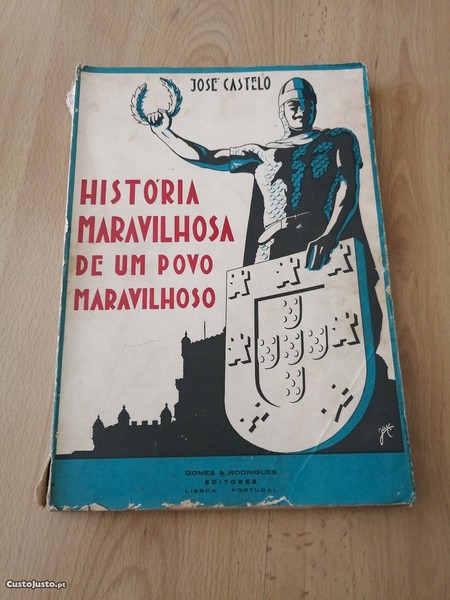 JOSÉ CASTELO
HISTÓRIA
MARAVILHOSA
DE UM POVO
MARAVILHOSO
GOMES & RODRIGUES
EDITORES
LISBOA PORTUGAL
CustoJusto.pt